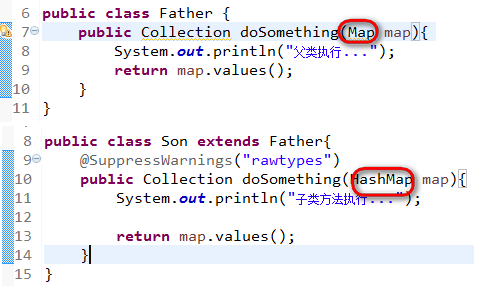 6 public class Father {
7 public Collection doSomething(Map map){
8 System.out.println("父类执行...");
9 return map.values();
10 }
11 }
8 public class Son extends Father{
9 @SuppressWarnings("rawtypes")
10 public Collection doSomething(HashMap map){
11 System.out.println("子类方法执行...");
12
13 return map.values();
14 }
15 }